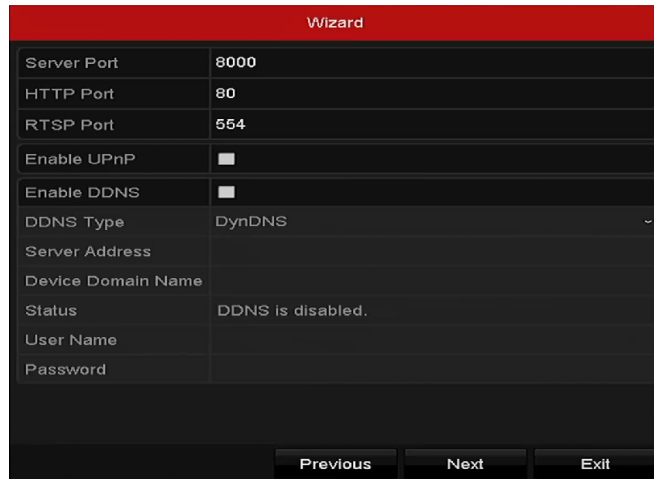 Wizard
Server Port 8000
HTTP Port 80
RTSP Port 554
Enable UPnP
Enable DDNS
DDNS Type DynDNS
Server Address
Device Domain Name
Status DDNS is disabled.
User Name
Password
Previous Next Exit